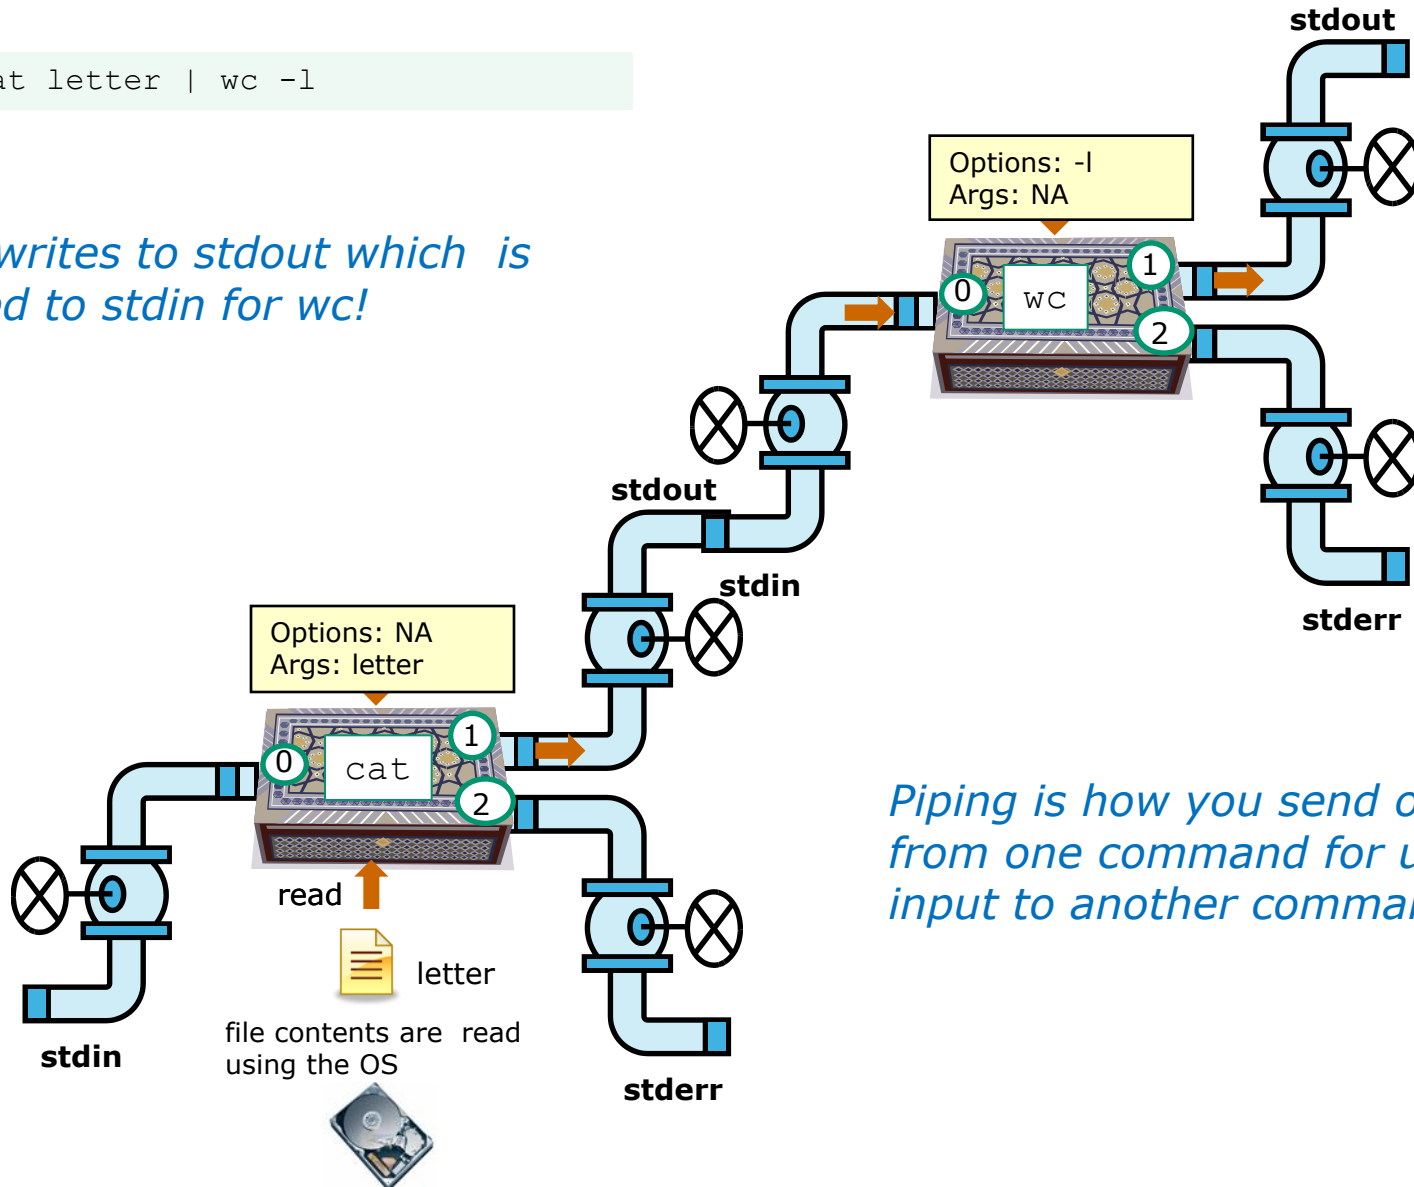 stdout
at letter | wc -l
Options: -l
Args: NA
writes to stdout which is
ed to stdin for wc!
0
wc
1
2
stdout
stdin
stderr
Options: NA
Args: letter
0
cat
1
2
read
letter
file contents are read
using the OS
stdin
stderr
Piping is how you send o
from one command for u
input to another comma